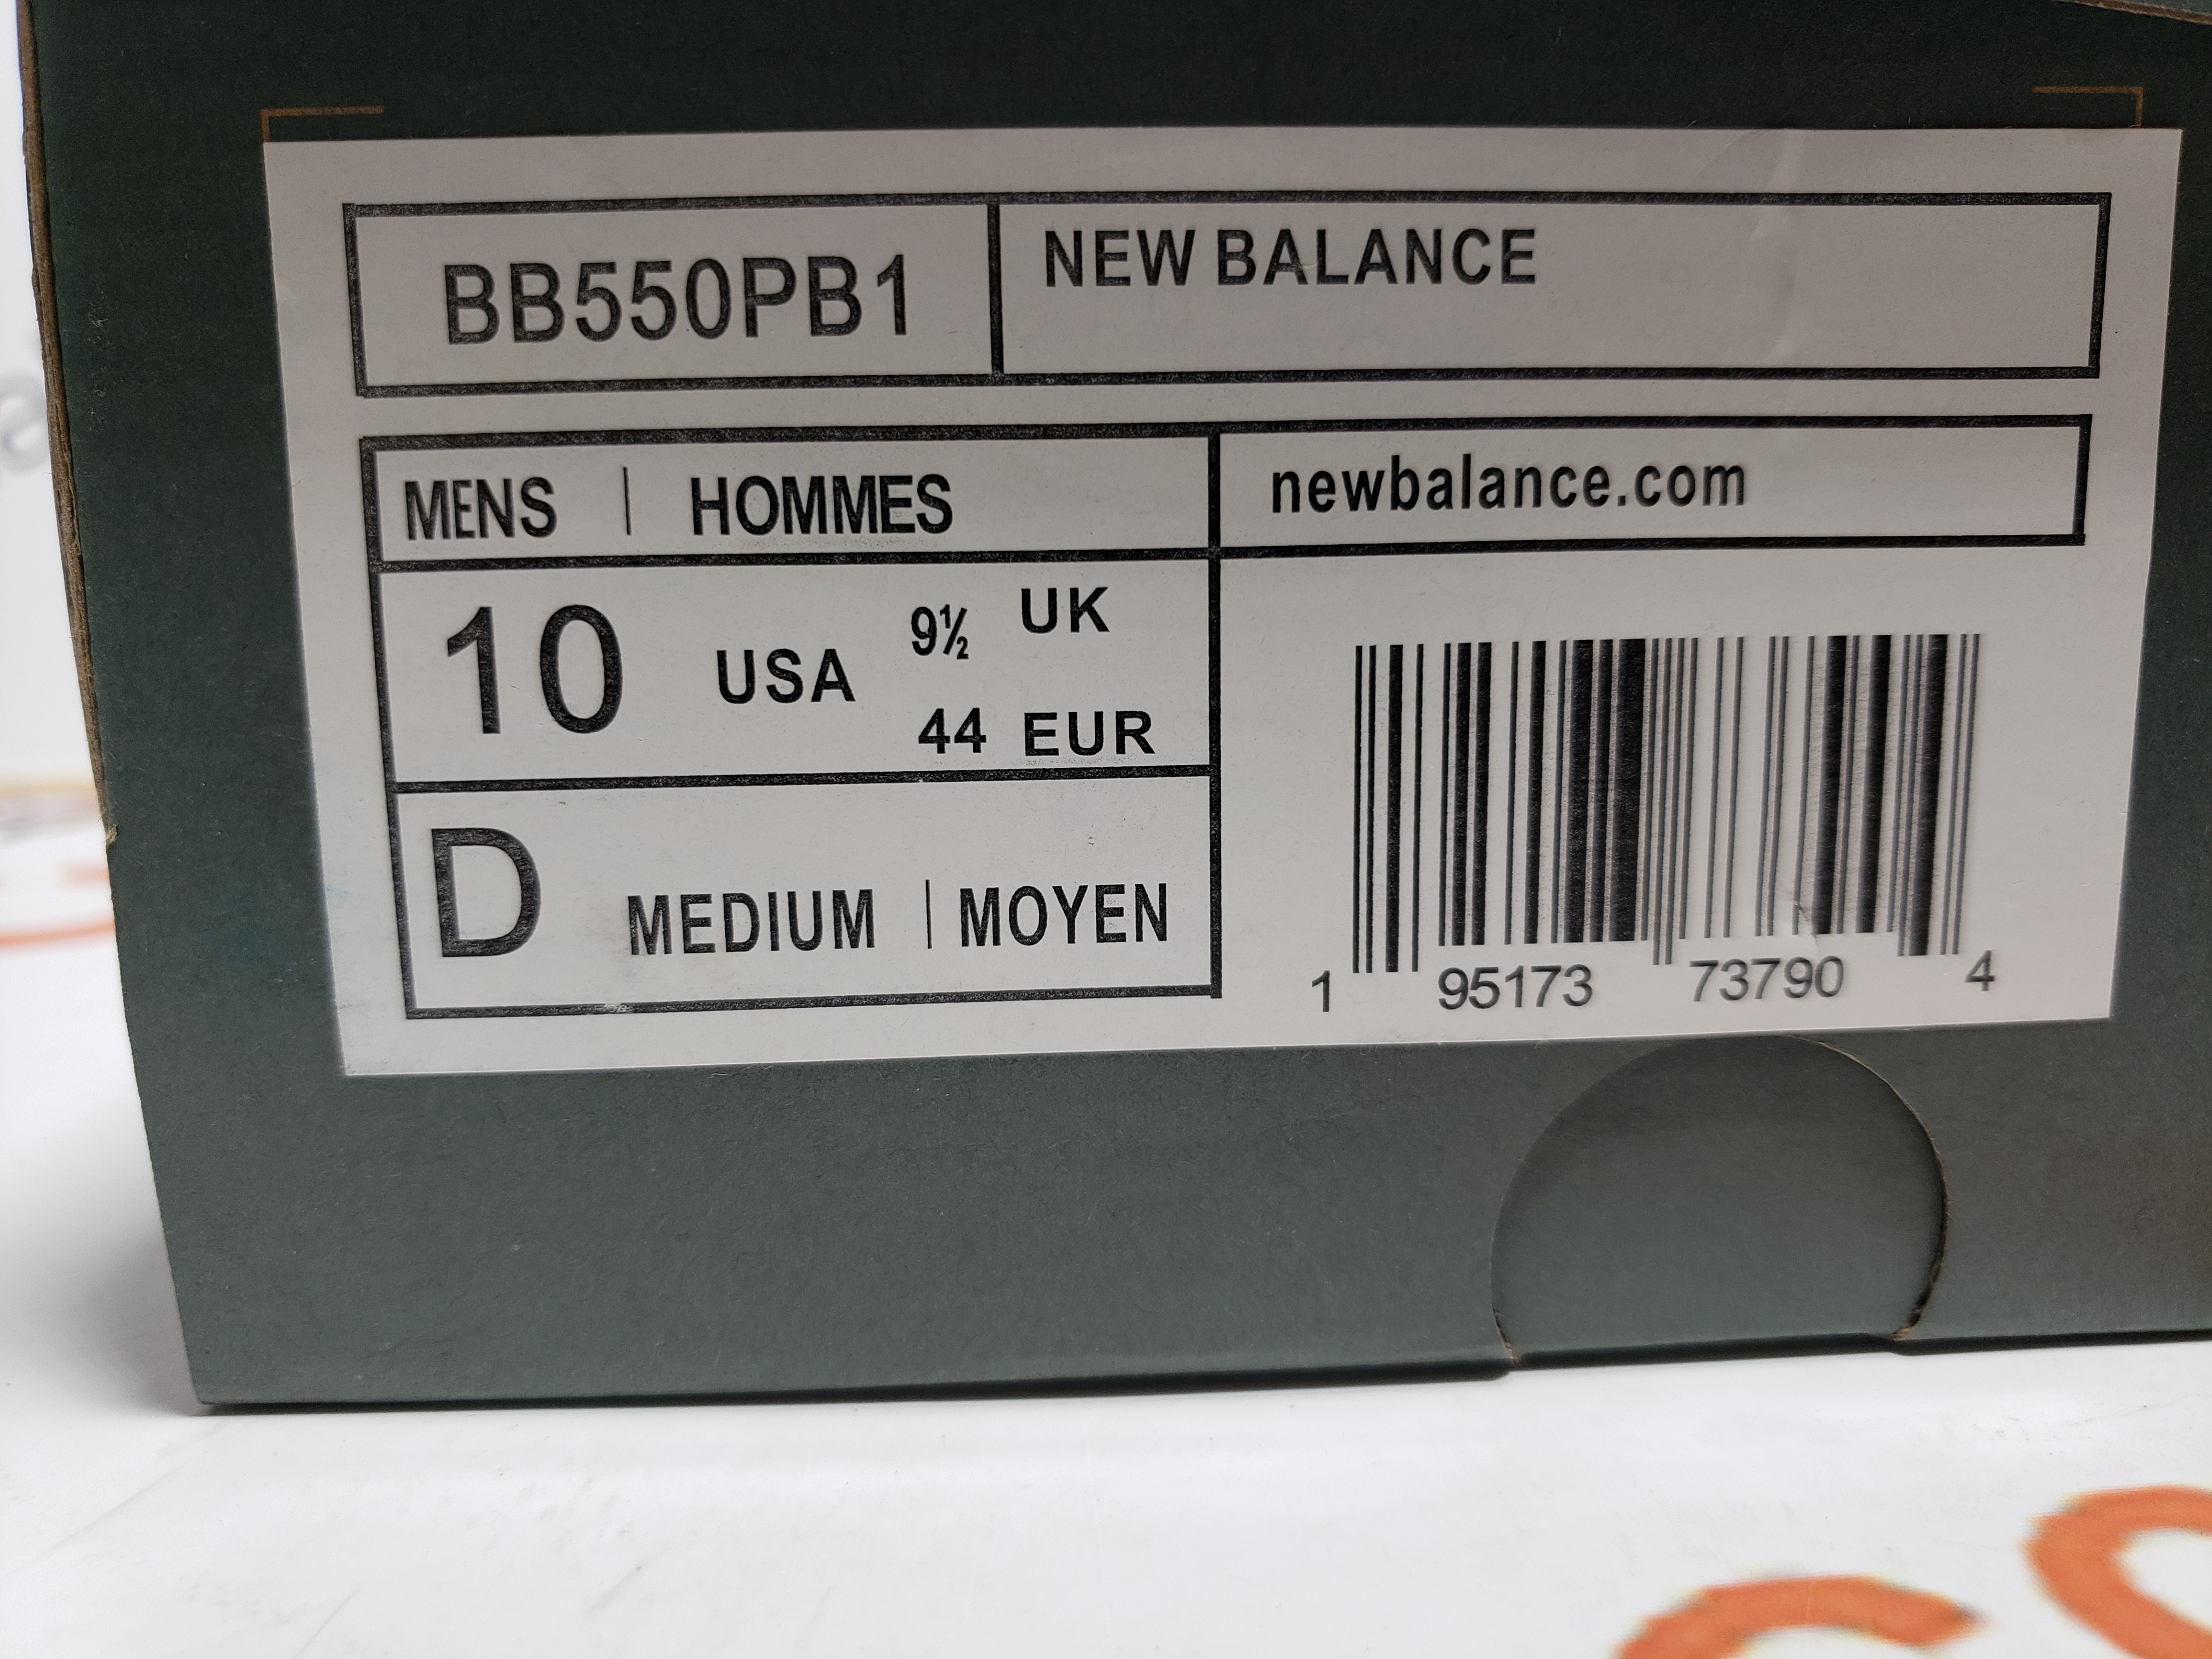 BB550PB1
NEW BALANCE
MENS | HOMMES
newbalance.com
10 USA
9½ UK
44 EUR
D MEDIUM | MOYEN
1 95173 73790 4